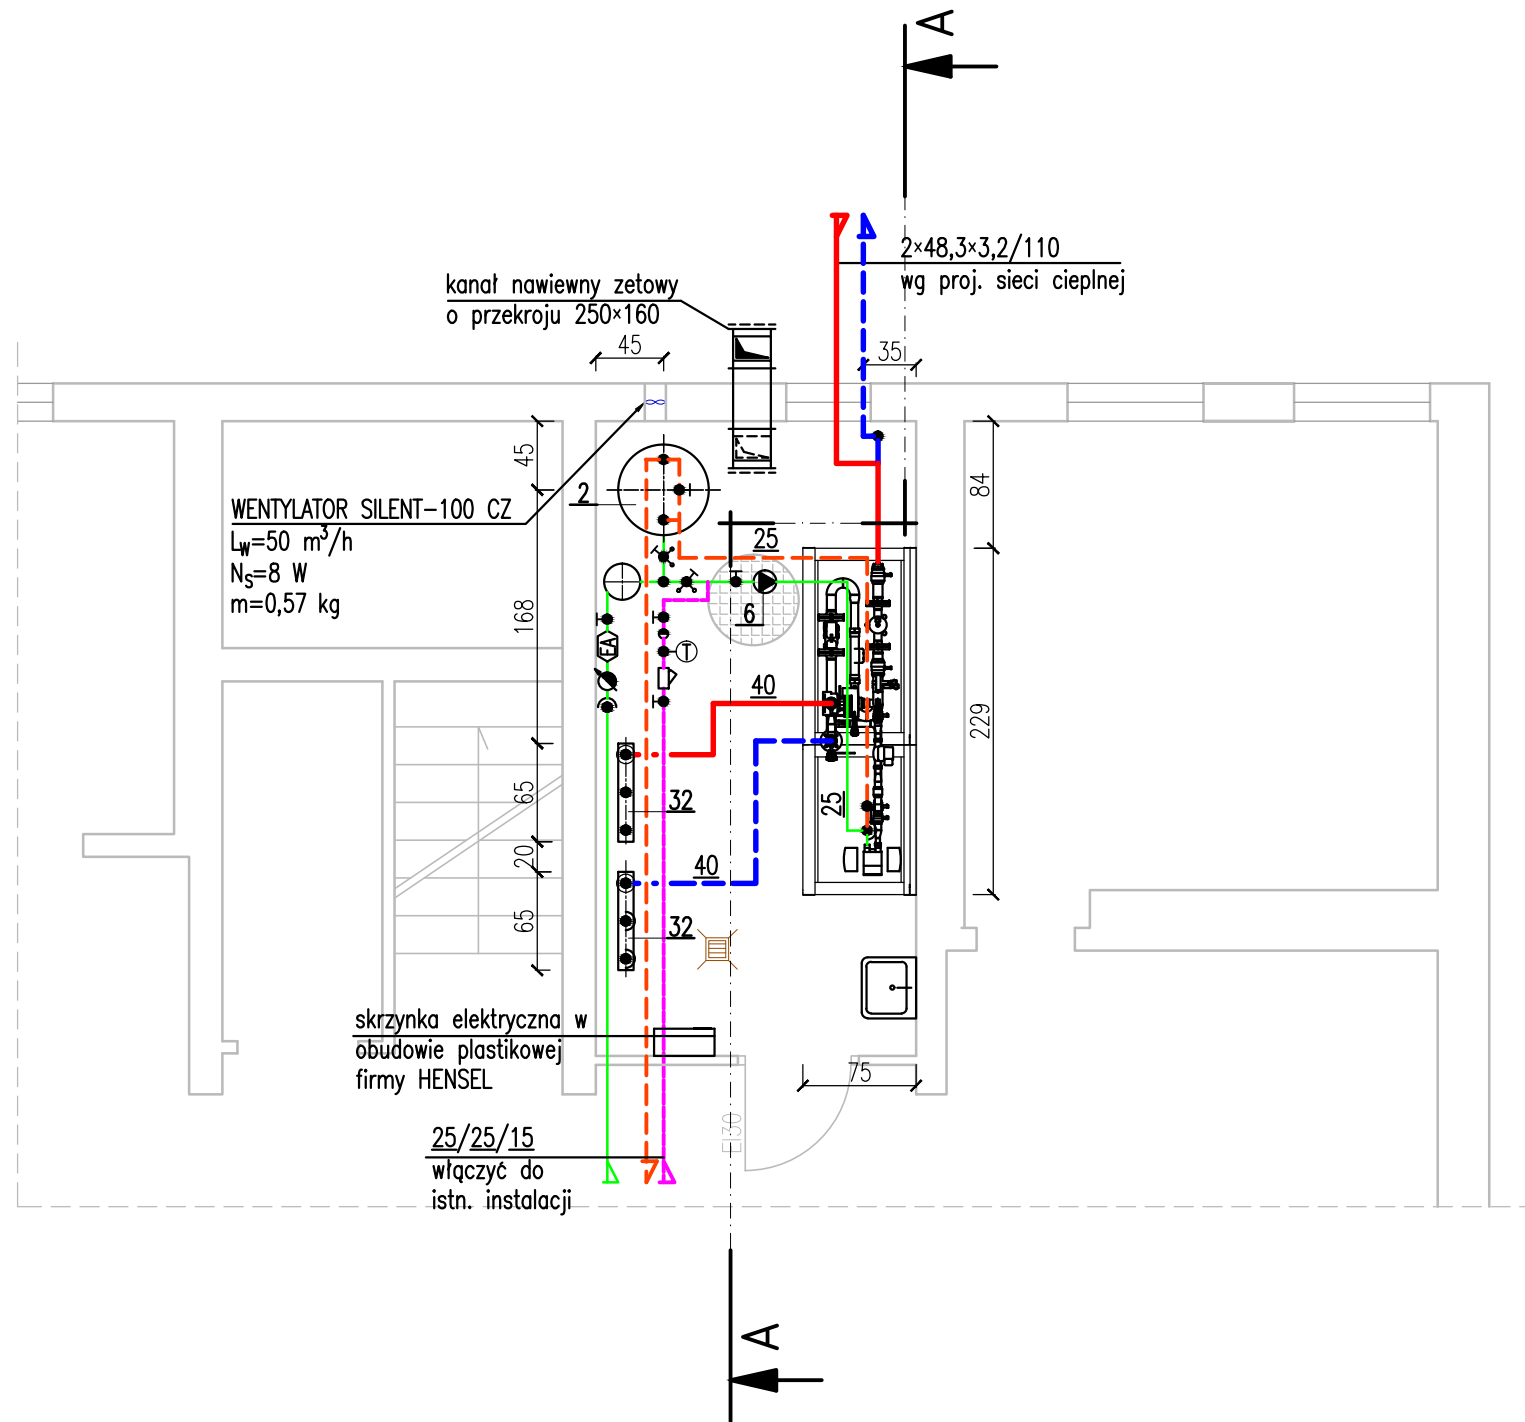 A
2×48,3×3,2/110
wg proj. sieci cieplnej
kanał nawiewny zetowy
o przekroju 250×160
45
35
45
84
WENTYLATOR SILENT-100 CZ
Lw=50 m³/h
Ns=8 W
m=0,57 kg
2
25
168
6
EA
T
40
229
65
32
25
20
40
65
32
skrzynka elektryczna w
obudowie plastikowej
firmy HENSEL
75
EI30
25/25/15
włączyć do
istn. instalacji
A